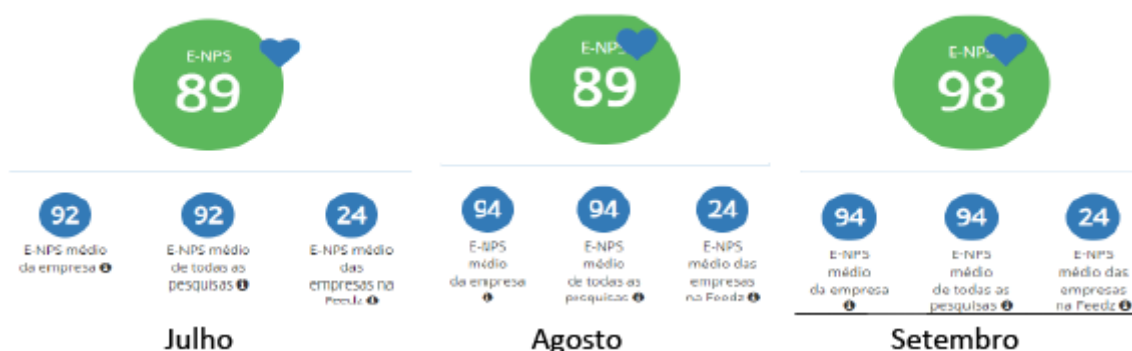 E-NPS
89
92
E-NPS médio
da empresa
92
E-NPS médio
de todas as
pesquisas
24
E-NPS médio
das
empresas na
Feedz
Julho
E-NPS
89
94
E-NPS
médio
da empresa
94
E-NPS
médio
de todas as
pesquisas
24
E-NPS
médio das
empresas
na Feedz
Agosto
E-NPS
98
94
E-NPS
médio
da empresa
94
E-NPS
médio
de todas as
pesquisas
24
E-NPS
médio das
empresas
na Feedz
Setembro